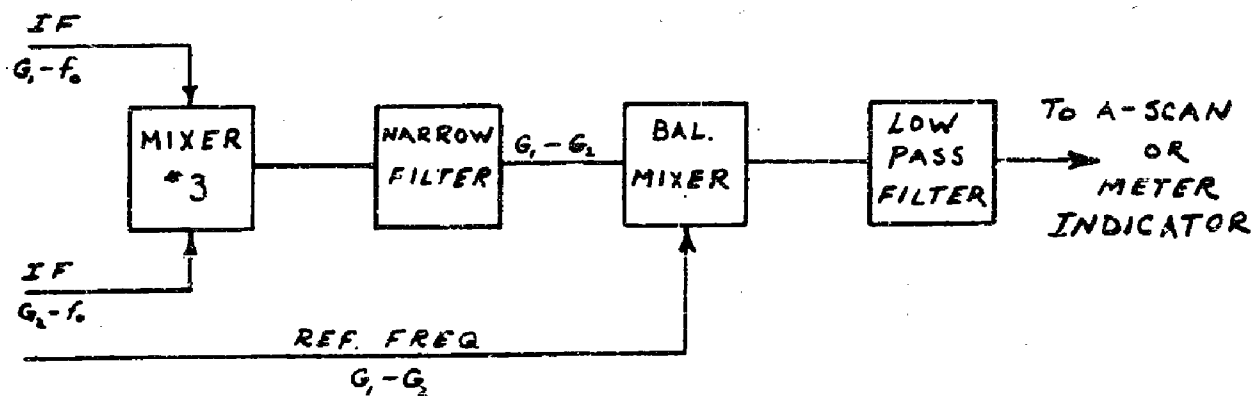 IF
G₁-f₀
MIXER
#3
NARROW
FILTER
G₁-G₂
BAL.
MIXER
LOW
PASS
FILTER
TO A-SCAN
OR
METER
INDICATOR
IF
G₂-f₀
REF. FREQ
G₁-G₂